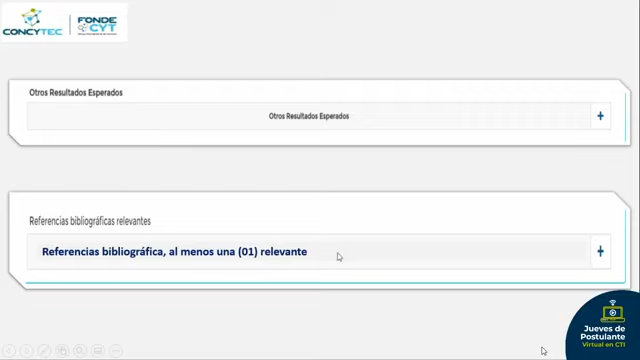 CONCYTEC
FONDE
CYT
Otros Resultados Esperados
Otros Resultados Esperados
+
Referencias bibliográficas relevantes
Referencias bibliográfica, al menos una (01) relevante
+
Jueves de
Postulante
Virtual en CTI